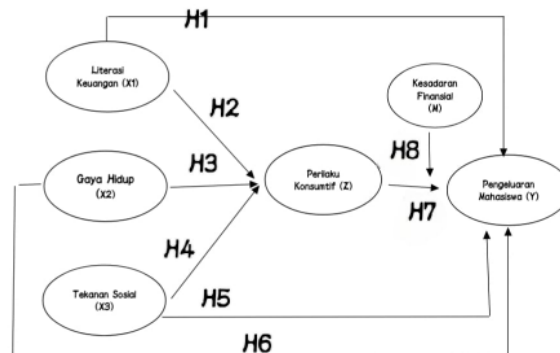 H1
Literasi
Keuangan (X1)
H2
Kesadaran
Finansial
(M)
H8
Gaya Hidup
(X2)
H3
Perilaku
Konsumtif (Z)
H7
Pengeluaran
Mahasiswa (Y)
H4
Tekanan Sosial
(X3)
H5
H6